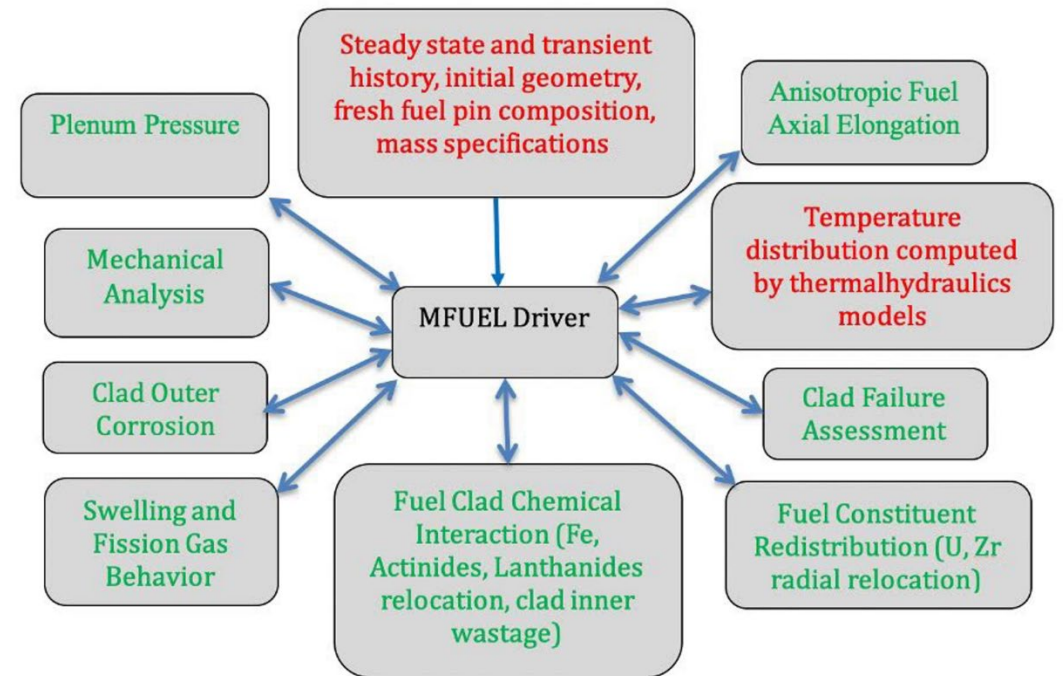 Steady state and transient
history, initial geometry,
fresh fuel pin composition,
mass specifications
Plenum Pressure
Anisotropic Fuel
Axial Elongation
Mechanical
Analysis
Temperature
distribution computed
by thermalhydraulics
models
MFUEL Driver
Clad Outer
Corrosion
Clad Failure
Assessment
Swelling and
Fission Gas
Behavior
Fuel Clad Chemical
Interaction (Fe,
Actinides, Lanthanides
relocation, clad inner
wastage)
Fuel Constituent
Redistribution (U, Zr
radial relocation)